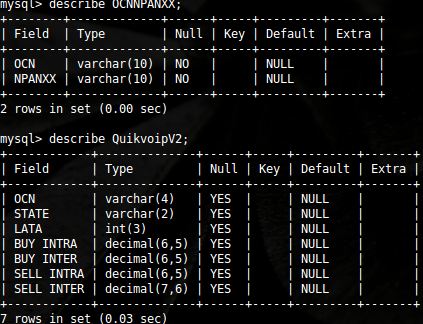 mysql> describe OCNNPANXX;
+--------+-------------+------+-----+---------+-------+
| Field  | Type        | Null | Key | Default | Extra |
+--------+-------------+------+-----+---------+-------+
| OCN    | varchar(10) | NO   |     | NULL    |       |
| NPANXX | varchar(10) | NO   |     | NULL    |       |
+--------+-------------+------+-----+---------+-------+
2 rows in set (0.00 sec)
mysql> describe QuikvoipV2;
+------------+--------------+------+-----+---------+-------+
| Field      | Type         | Null | Key | Default | Extra |
+------------+--------------+------+-----+---------+-------+
| OCN        | varchar(4)   | YES  |     | NULL    |       |
| STATE      | varchar(2)   | YES  |     | NULL    |       |
| LATA       | int(3)       | YES  |     | NULL    |       |
| BUY INTRA  | decimal(6,5) | YES  |     | NULL    |       |
| BUY INTER  | decimal(6,5) | YES  |     | NULL    |       |
| SELL INTRA | decimal(6,5) | YES  |     | NULL    |       |
| SELL INTER | decimal(7,6) | YES  |     | NULL    |       |
+------------+--------------+------+-----+---------+-------+
7 rows in set (0.03 sec)